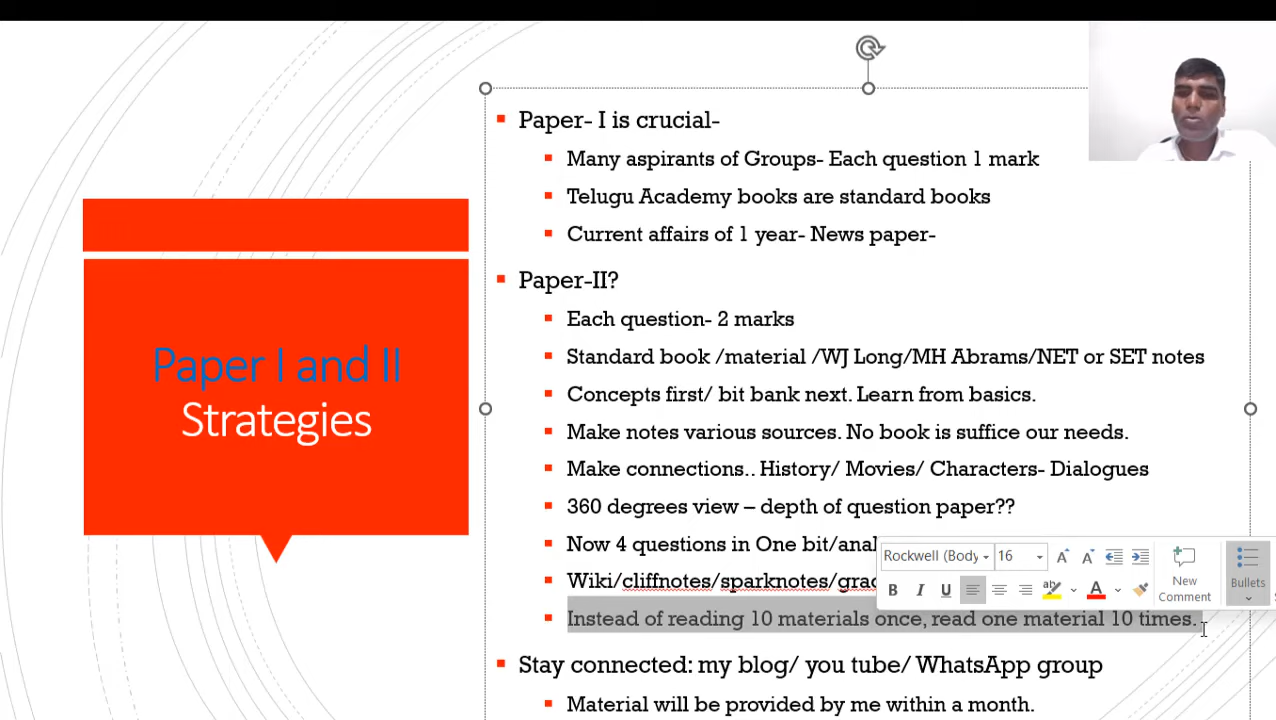 Paper I and II
Strategies
Paper- I is crucial-
Many aspirants of Groups- Each question 1 mark
Telugu Academy books are standard books
Current affairs of 1 year- News paper-
Paper-II?
Each question- 2 marks
Standard book /material /WJ Long/MH Abrams/NET or SET notes
Concepts first/ bit bank next. Learn from basics.
Make notes various sources. No book is suffice our needs.
Make connections.. History/ Movies/ Characters- Dialogues
360 degrees view – depth of question paper??
Now 4 questions in One bit/
Wiki/cliffnotes/sparknotes/
Instead of reading 10 materials once, read one material 10 times.
Stay connected: my blog/ you tube/ WhatsApp group
Material will be provided by me within a month.
Rockwell (Body 16 A A
B I U ab A
New
Comment
Bullets